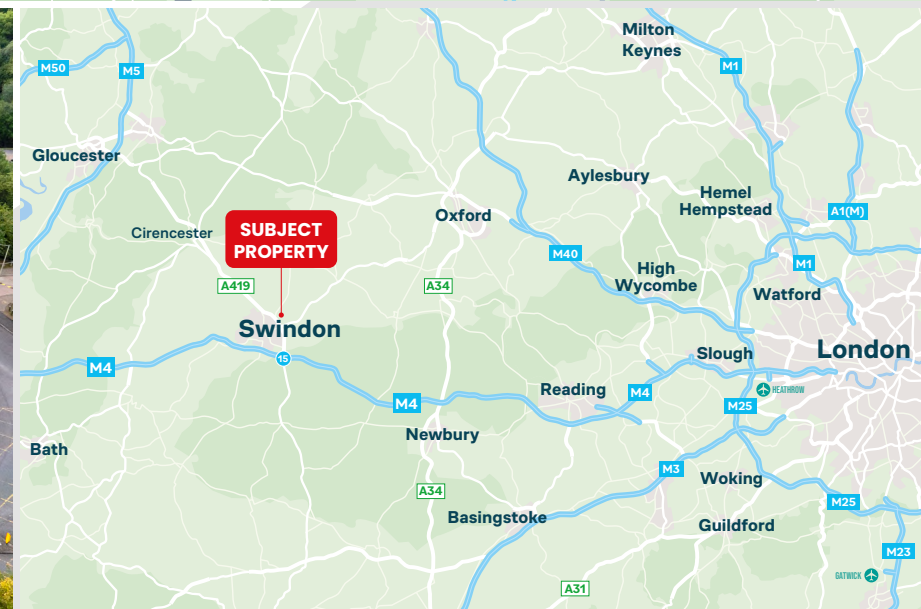 Milton
Keynes
M50
M5
M1
Gloucester
Aylesbury
Hemel
Hempstead
Cirencester
SUBJECT
PROPERTY
Oxford
A1(M)
M40
M1
A419
A34
High
Wycombe
Watford
Swindon
15
London
Slough
M4
M4
HEATHROW
Reading
M4
M25
Newbury
Bath
M3
Woking
A34
M25
Basingstoke
Guildford
M23
GATWICK
A31